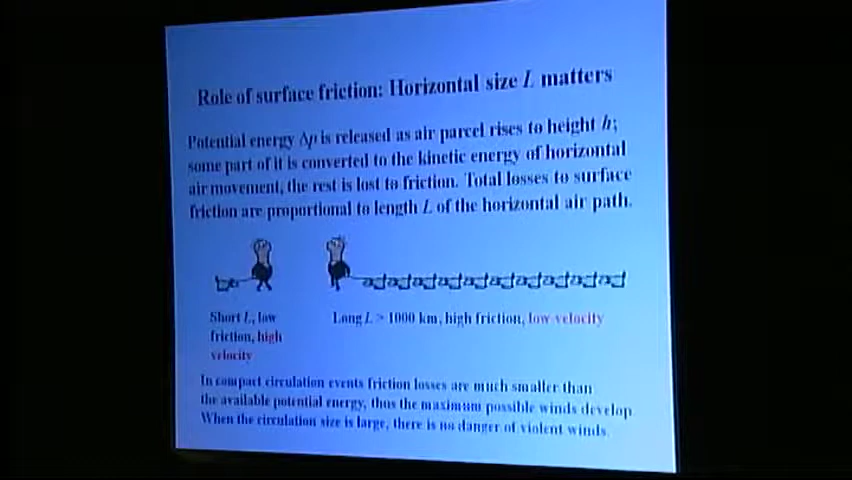 Role of surface friction: Horizontal size L matters
Potential energy Δp is released as air parcel rises to height h;
some part of it is converted to the kinetic energy of horizontal
air movement, the rest is lost to friction. Total losses to surface
friction are proportional to length L of the horizontal air path.
Short L, low
friction, high
velocity
Long L > 1000 km, high friction, low velocity
In compact circulation events friction losses are much smaller than
the available potential energy, thus the maximum possible winds develop
When the circulation size is large, there is no danger of violent winds.